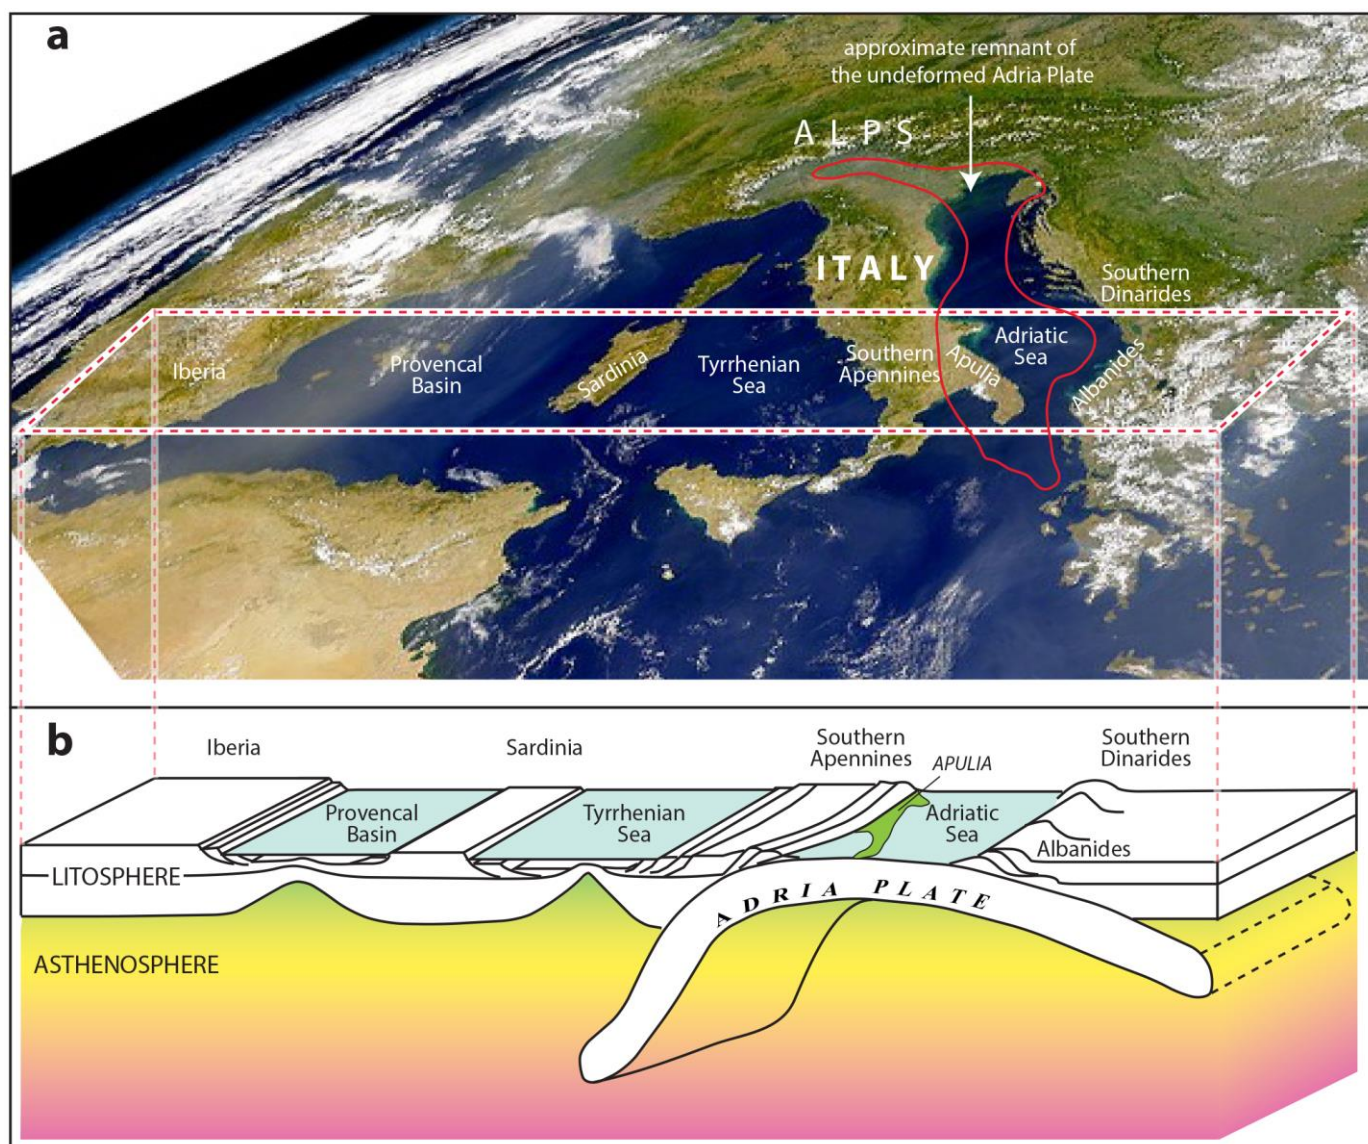 a
approximate remnant of
the undeformed Adria Plate
ALPS
ITALY
Southern
Dinarides
Iberia
Provencal
Basin
Sardinia
Tyrrhenian
Sea
Southern
Apennines
Apulia
Adriatic
Sea
Albanides
b
Iberia
Sardinia
Southern
Apennines
APULIA
Southern
Dinarides
Provencal
Basin
Tyrrhenian
Sea
Adriatic
Sea
Albanides
LITOSPHERE
ADRIA PLATE
ASTHENOSPHERE